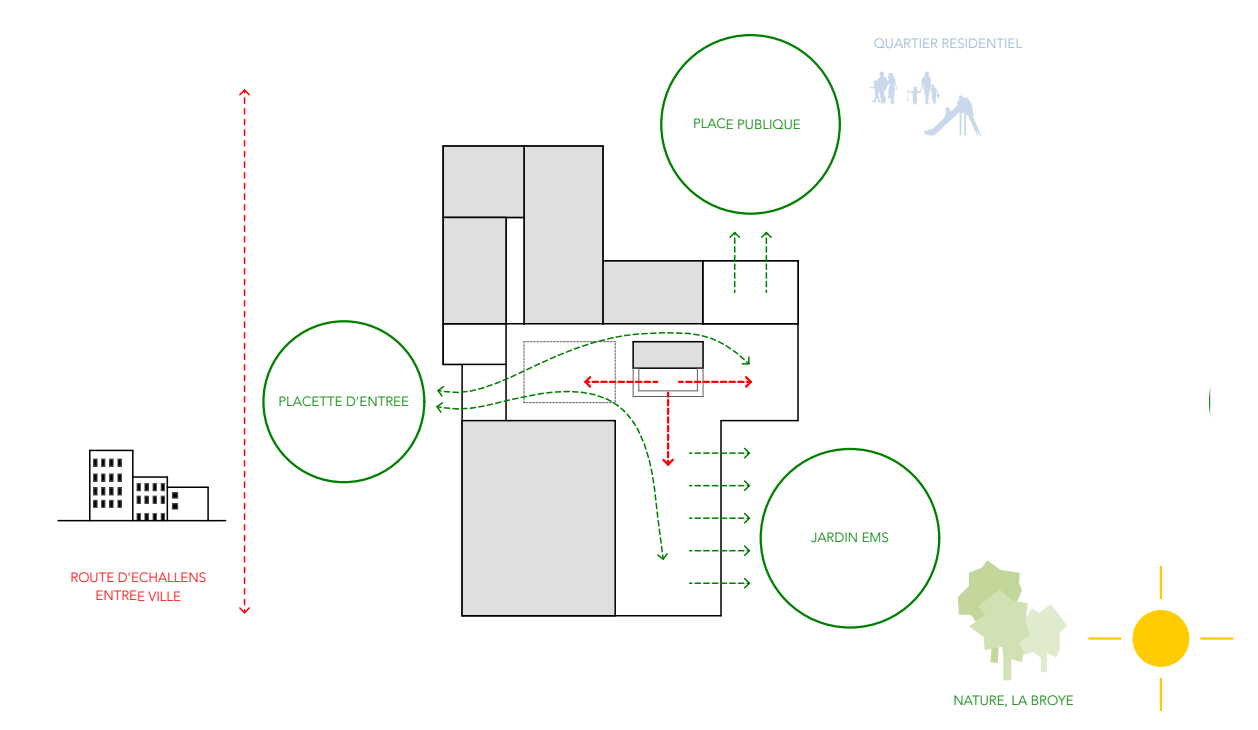 QUARTIER RESIDENTIEL
PLACE PUBLIQUE
PLACETTE D'ENTREE
JARDIN EMS
ROUTE D'ECHALLENS
ENTREE VILLE
NATURE, LA BROYE